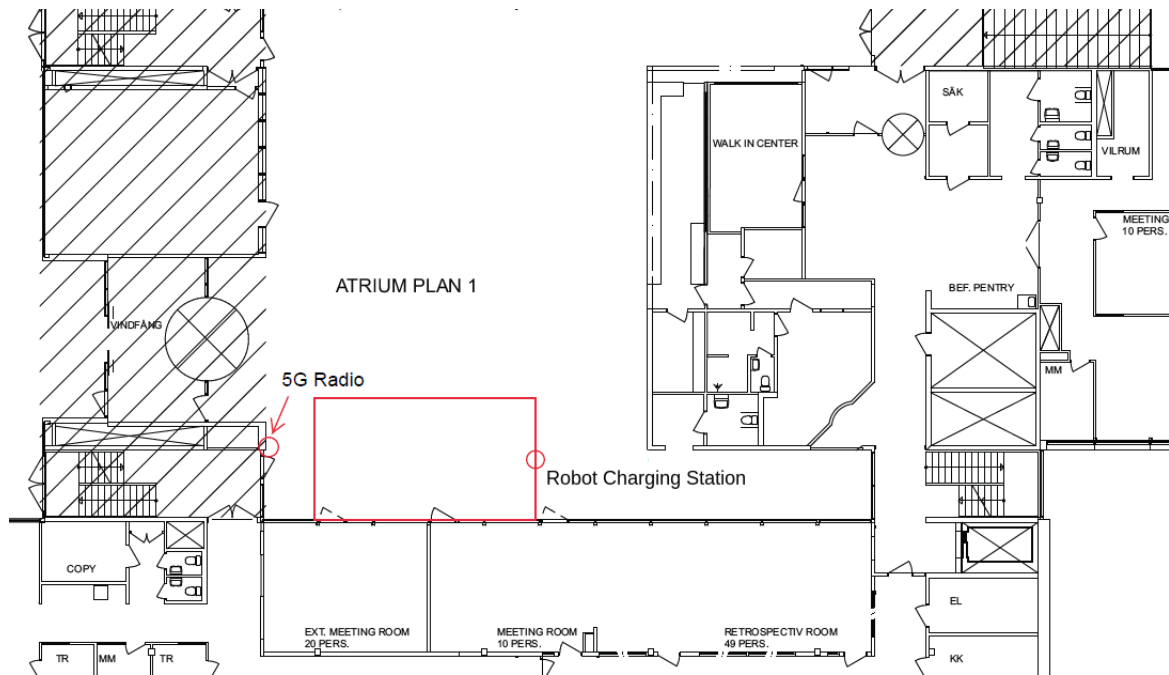 SÄK
WALK IN CENTER
VILRUM
MEETING
10 PERS.
ATRIUM PLAN 1
BEF. PENTRY
VINDFÅNG
MM
5G Radio
Robot Charging Station
COPY
EL
EXT. MEETING ROOM
20 PERS.
MEETING ROOM
10 PERS.
RETROSPECTIV ROOM
49 PERS.
TR
MM
TR
KK